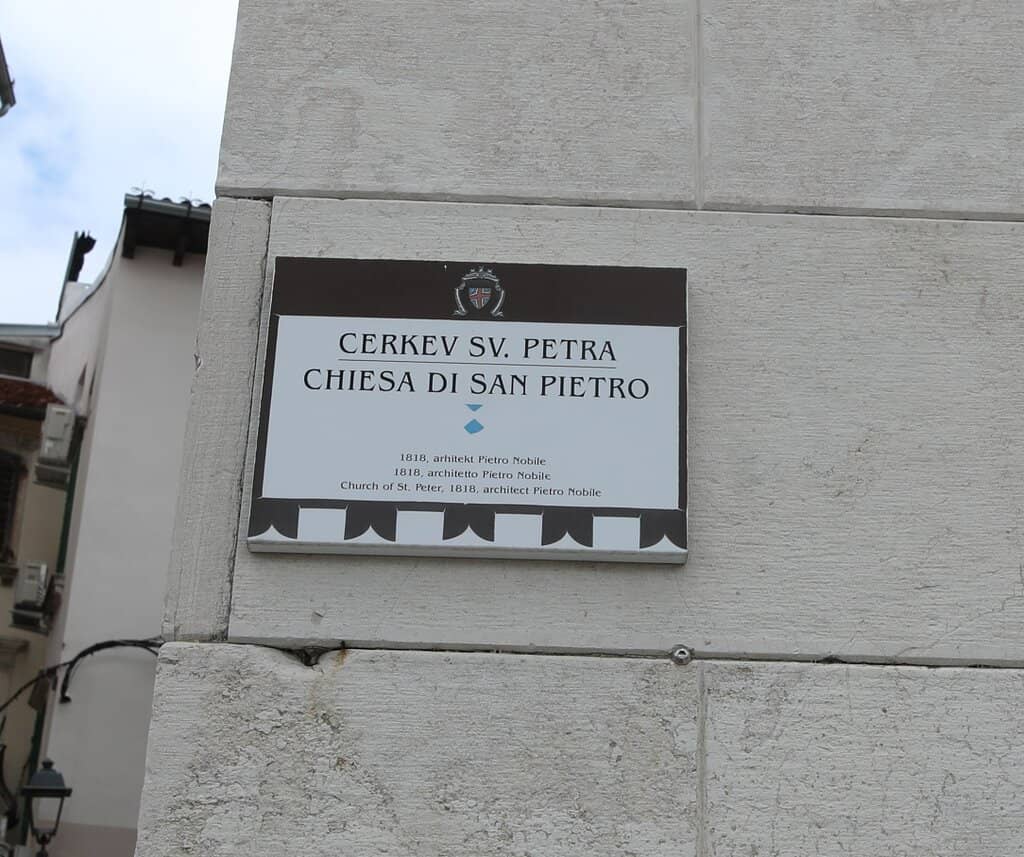 CERKEV SV. PETRA
CHIESA DI SAN PIETRO
1818, arhitekt Pietro Nobile
1818, architetto Pietro Nobile
Church of St. Peter, 1818, architect Pietro Nobile